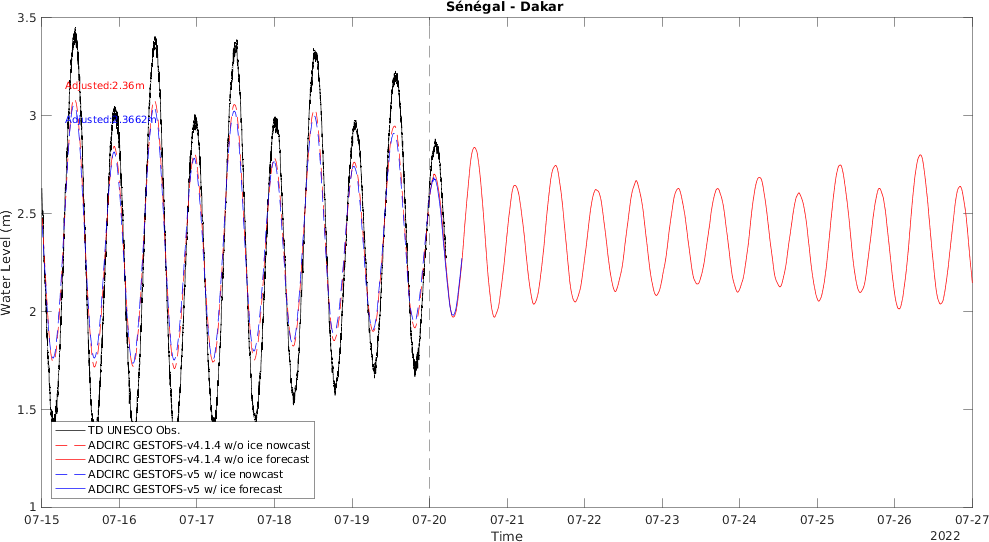 Sénégal - Dakar
3.5
3
2.5
2
1.5
1
Water Level (m)
Adjusted:2.36m
TD UNESCO Obs.
ADCIRC GESTOFS-v4.1.4 w/o ice nowcast
ADCIRC GESTOFS-v4.1.4 w/o ice forecast
ADCIRC GESTOFS-v5 w/ ice nowcast
ADCIRC GESTOFS-v5 w/ ice forecast
07-15 07-16 07-17 07-18 07-19 07-20 07-21 07-22 07-23 07-24 07-25 07-26 07-27
Time
2022